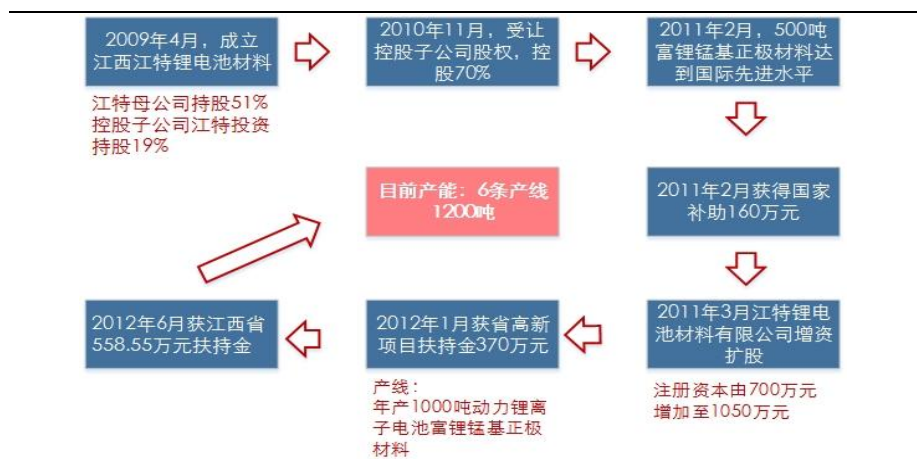 2009年4月，成立
江西江特锂电池材料
江特母公司持股51%
控股子公司江特投资
持股19%
2010年11月，受让
控股子公司股权，控
股70%
2011年2月，500吨
富锂锰基正极材料达
到国际先进水平
2011年2月获得国家
补助160万元
2011年3月江特锂电
池材料有限公司增资
扩股
注册资本由700万元
增加至1050万元
2012年1月获省高新
项目扶持金370万元
产线：
年产1000吨动力锂离
子电池富锂锰基正极
材料
2012年6月获江西省
558.55万元扶持金
目前产能：6条产线
1200吨